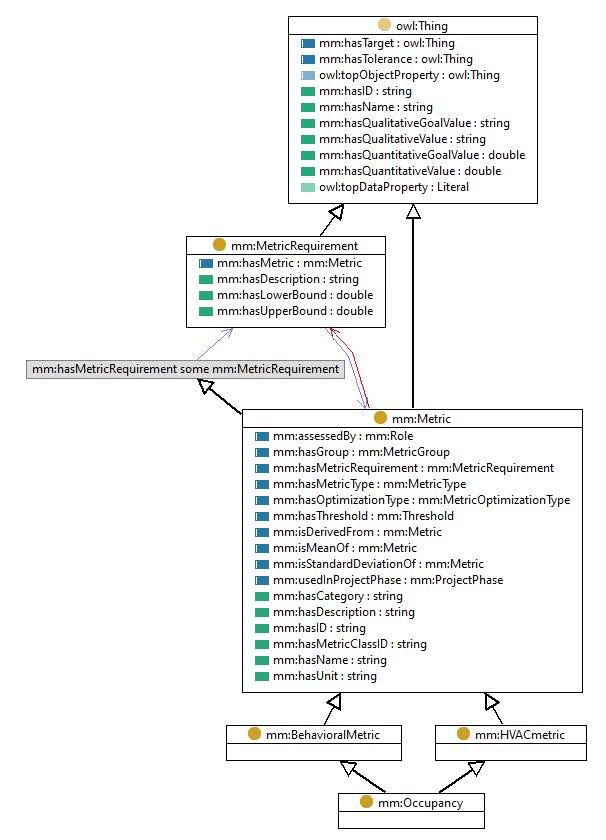 owl:Thing
mm:hasTarget : owl:Thing
mm:hasTolerance : owl:Thing
owl:topObjectProperty : owl:Thing
mm:hasID : string
mm:hasName : string
mm:hasQualitativeGoalValue : string
mm:hasQualitativeValue : string
mm:hasQuantitativeGoalValue : double
mm:hasQuantitativeValue : double
owl:topDataProperty : Literal
mm:MetricRequirement
mm:hasMetric : mm:Metric
mm:hasDescription : string
mm:hasLowerBound : double
mm:hasUpperBound : double
mm:hasMetricRequirement some mm:MetricRequirement
mm:Metric
mm:assessedBy : mm:Role
mm:hasGroup : mm:MetricGroup
mm:hasMetricRequirement : mm:MetricRequirement
mm:hasMetricType : mm:MetricType
mm:hasOptimizationType : mm:MetricOptimizationType
mm:hasThreshold : mm:Threshold
mm:isDerivedFrom : mm:Metric
mm:isMeanOf : mm:Metric
mm:isStandardDeviationOf : mm:Metric
mm:usedInProjectPhase : mm:ProjectPhase
mm:hasCategory : string
mm:hasDescription : string
mm:hasID : string
mm:hasMetricClassID : string
mm:hasName : string
mm:hasUnit : string
mm:BehavioralMetric
mm:HVACmetric
mm:Occupancy